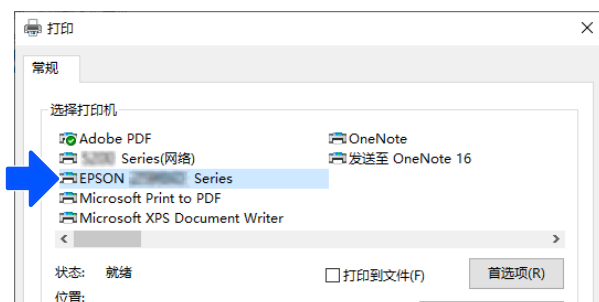 打印
常规
选择打印机
Adobe PDF
OneNote
Series(网络)
发送至 OneNote 16
EPSON Series
Microsoft Print to PDF
Microsoft XPS Document Writer
状态: 就绪
打印到文件(F)
首选项(R)
位置: